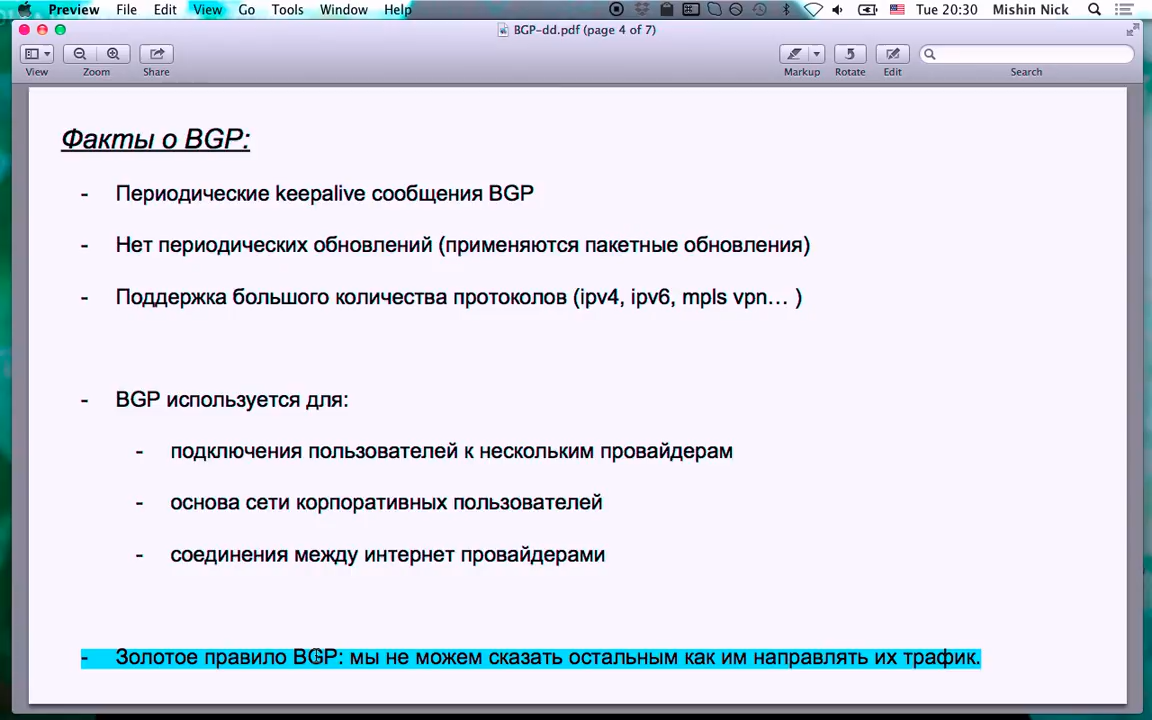 Preview File Edit View Go Tools Window Help Tue 20:30 Mishin Nick
BGP-dd.pdf (page 4 of 7)
View Zoom Share Markup Rotate Edit Search
Факты о BGP:
- Периодические keepalive сообщения BGP
- Нет периодических обновлений (применяются пакетные обновления)
- Поддержка большого количества протоколов (ipv4, ipv6, mpls vpn… )
- BGP используется для:
- подключения пользователей к нескольким провайдерам
- основа сети корпоративных пользователей
- соединения между интернет провайдерами
- Золотое правило BGP: мы не можем сказать остальным как им направлять их трафик.